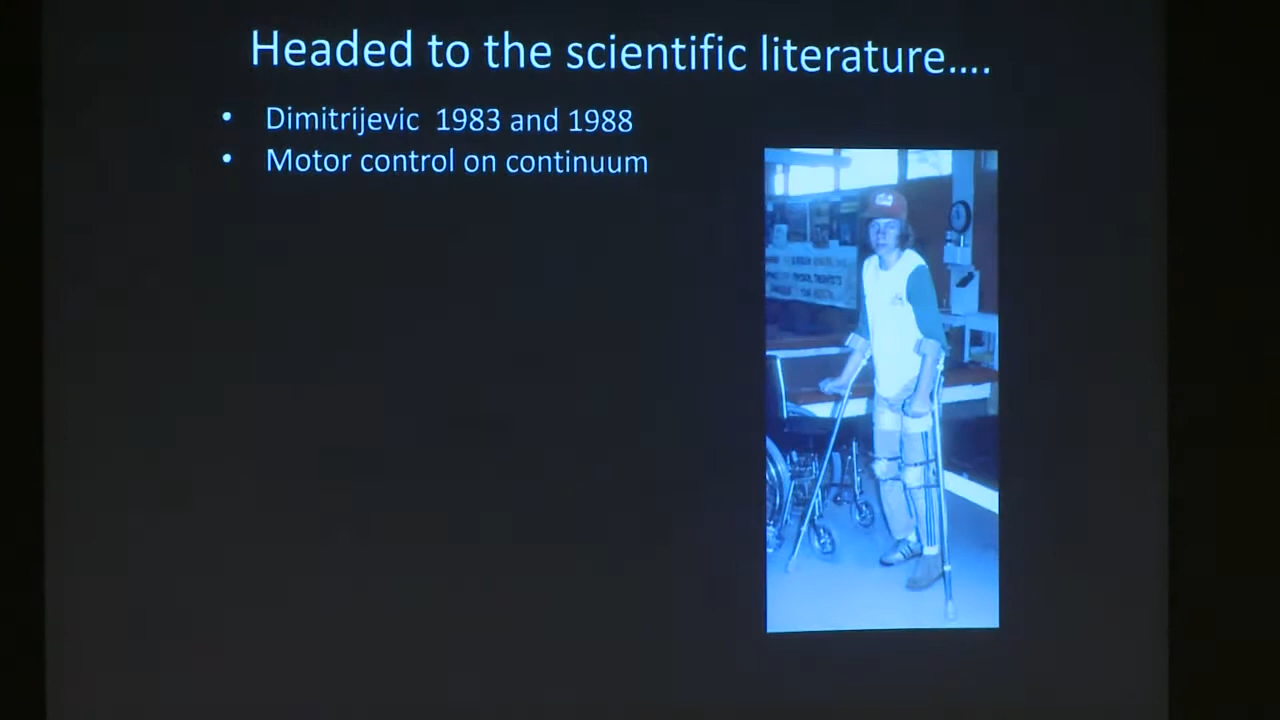 Headed to the scientific literature....
• Dimitrijevic 1983 and 1988
• Motor control on continuum